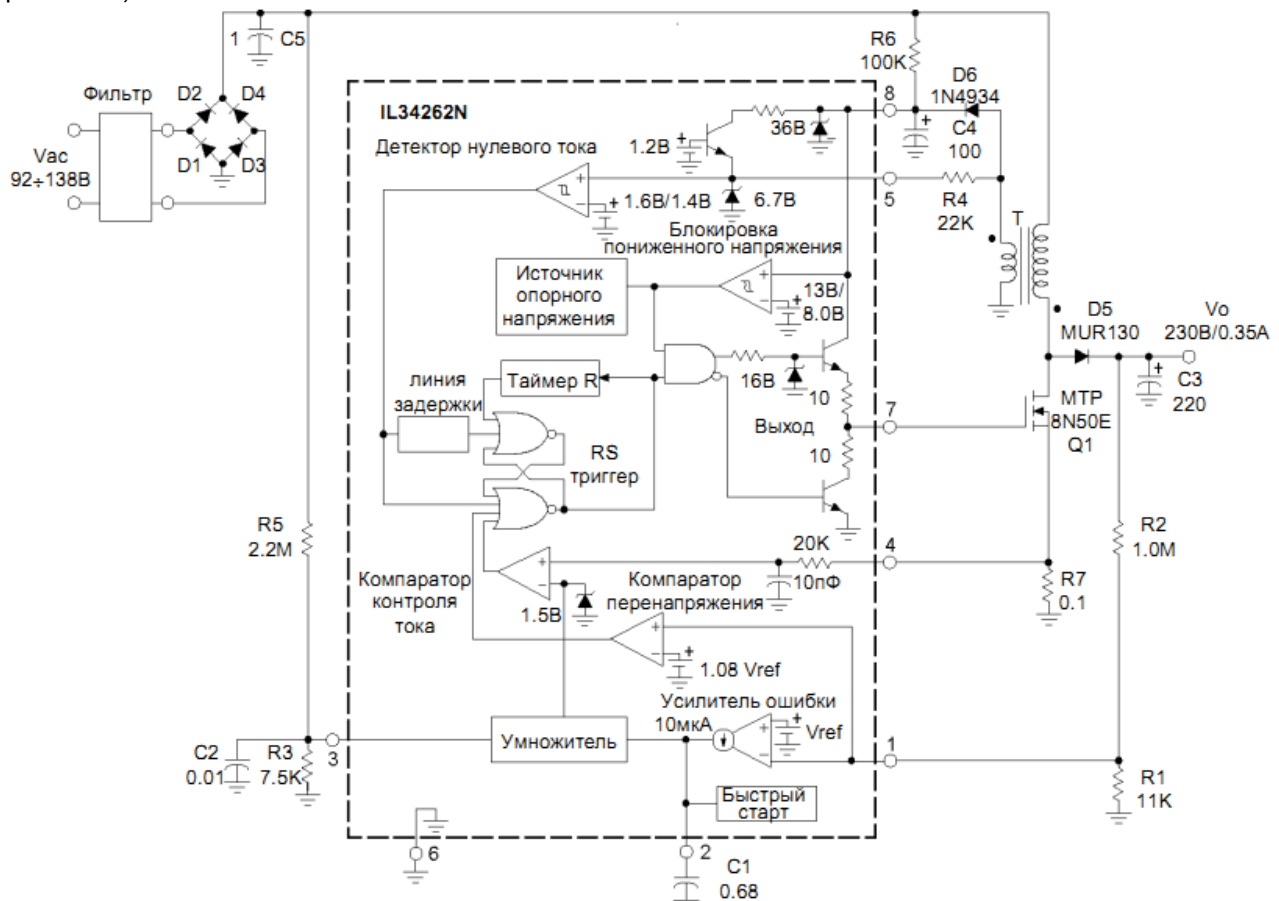 1
C5
R6
100K
D6
1N4934
Фильтр
D2
D4
IL34262N
8
36В
C4
100
Vac
92÷138В
D1
D3
Детектор нулевого тока
1.2В
1.6В/1.4В
6.7В
5
R4
22K
T
Блокировка
пониженного напряжения
Источник
опорного
напряжения
13В/
8.0В
D5
MUR130
Vo
230В/0.35А
C3
220
линия
задержки
Таймер R
16В
10
Выход
7
MTP
8N50E
Q1
RS
триггер
10
R5
2.2M
20K
4
R2
1.0M
10пФ
Компаратор
контроля
тока
1.5В
Компаратор
перенапряжения
R7
0.1
1.08 Vref
Усилитель ошибки
10мкА
Vref
Умножитель
1
C2
0.01
R3
7.5K
3
R1
11K
Быстрый
старт
6
2
C1
0.68